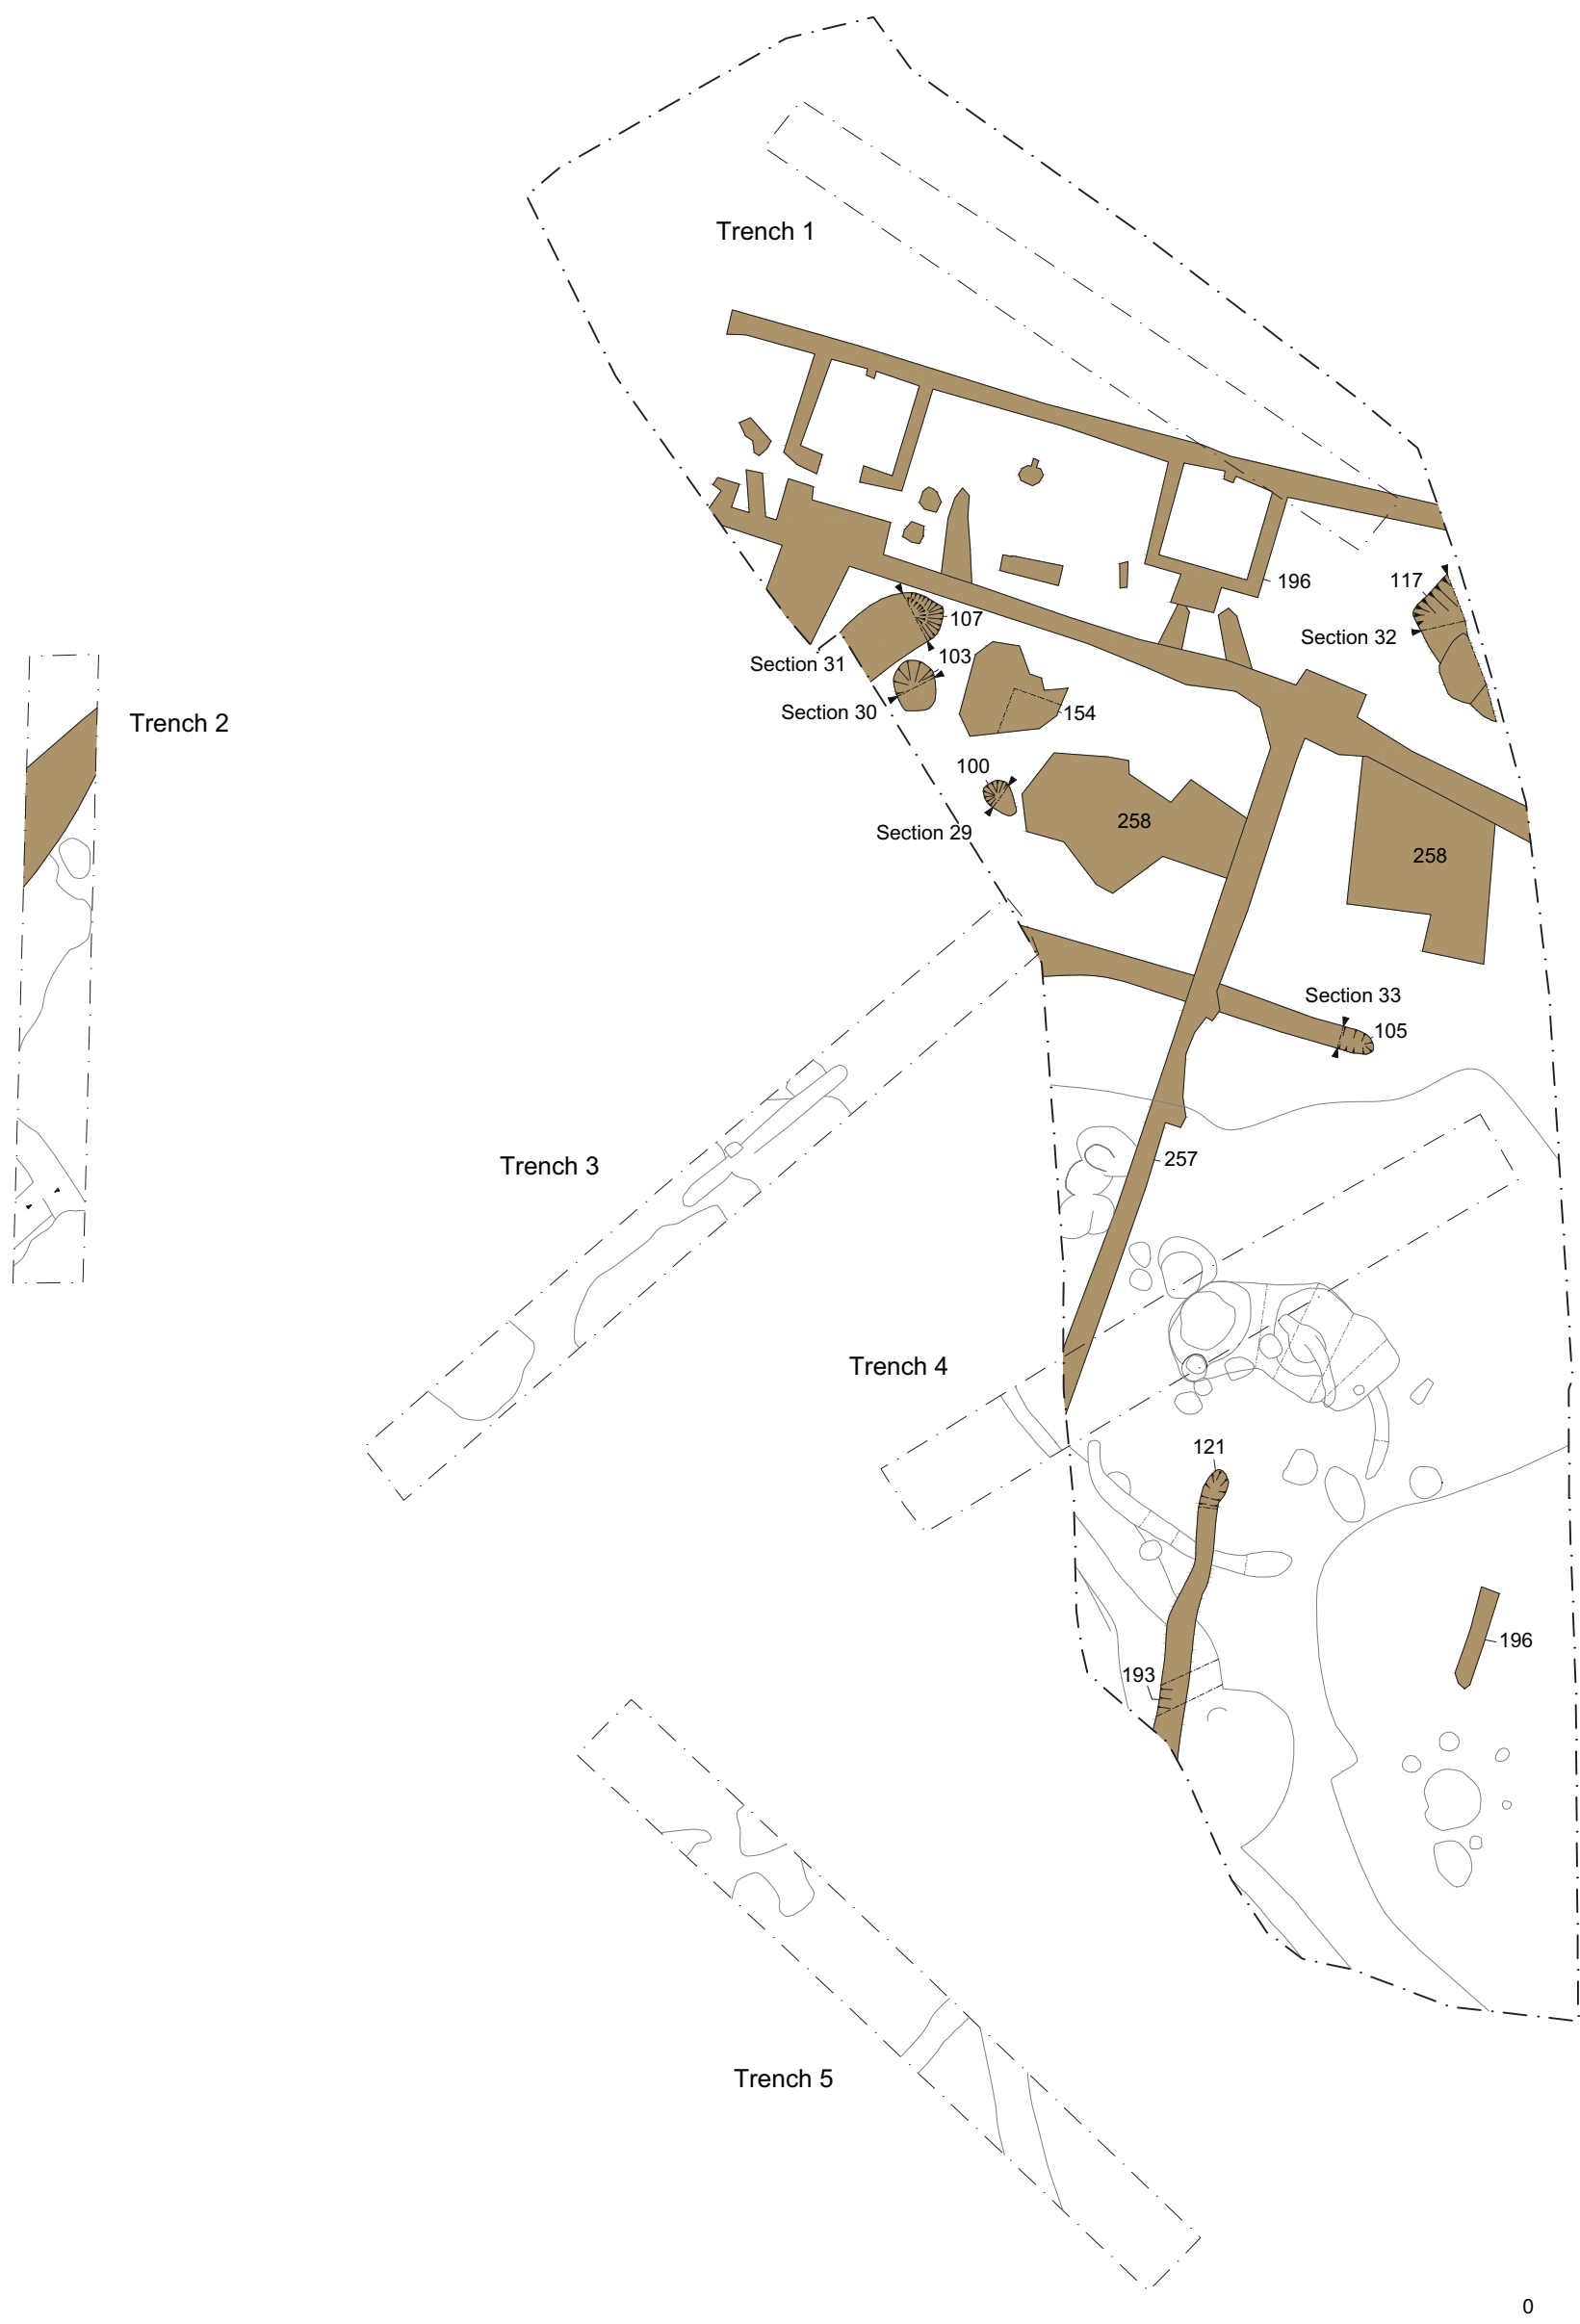 Trench 1
196
117
107
Section 32
103
Section 31
Section 30
154
Trench 2
100
258
Section 29
258
Section 33
105
257
Trench 3
Trench 4
121
196
193
Trench 5
0